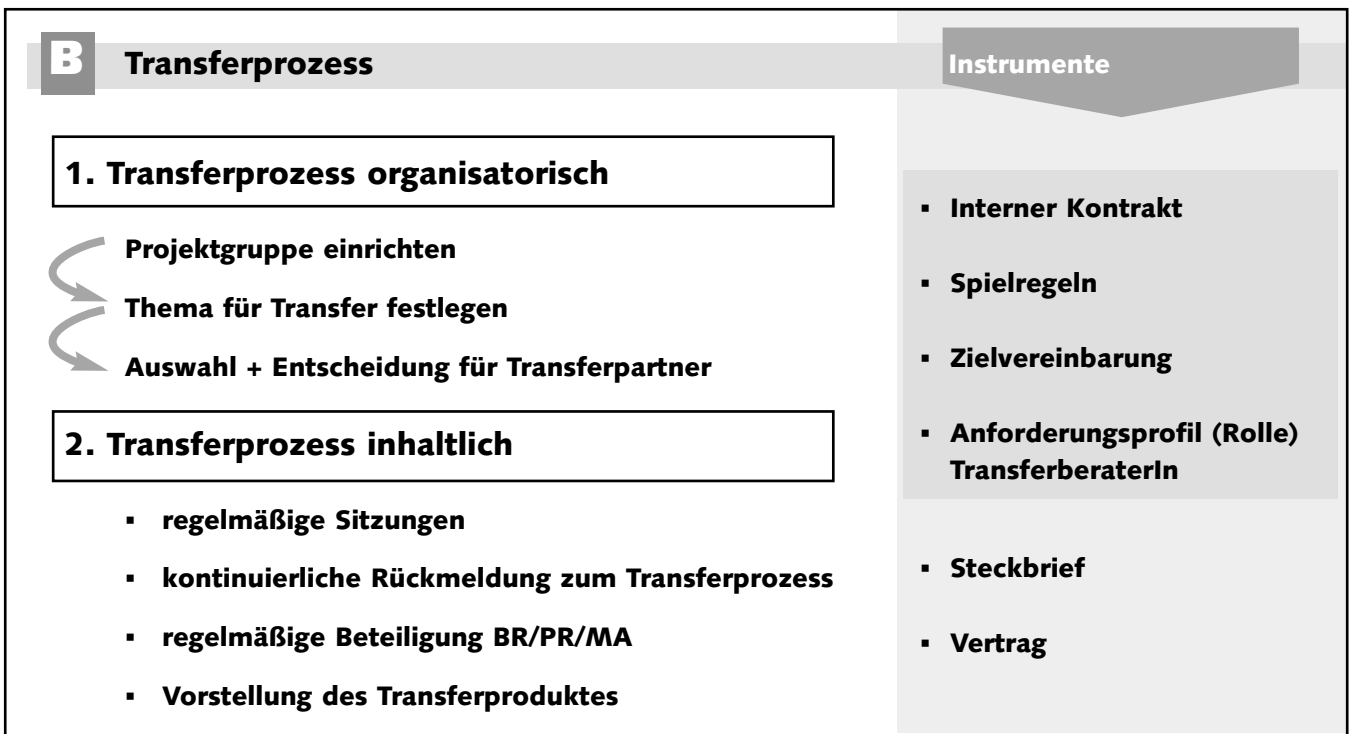 B Transferprozess
1. Transferprozess organisatorisch
Projektgruppe einrichten
Thema für Transfer festlegen
Auswahl + Entscheidung für Transferpartner
2. Transferprozess inhaltlich
▪ regelmäßige Sitzungen
▪ kontinuierliche Rückmeldung zum Transferprozess
▪ regelmäßige Beteiligung BR/PR/MA
▪ Vorstellung des Transferproduktes
Instrumente
▪ Interner Kontrakt
▪ Spielregeln
▪ Zielvereinbarung
▪ Anforderungsprofil (Rolle)
TransferberaterIn
▪ Steckbrief
▪ Vertrag